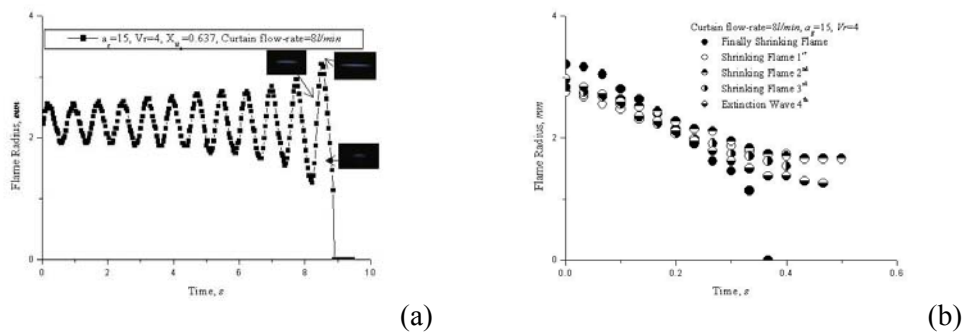 a_g=15, Vr=4, X_N₂=0.637, Curtain flow-rate=8l/min
Flame Radius, mm
4
2
0
0 2 4 6 8 10
Time, s
(a)
Curtain flow-rate=8l/min, a_g=15, Vr=4
Finally Shrinking Flame
Shrinking Flame 1st
Shrinking Flame 2nd
Shrinking Flame 3rd
Extinction Wave 4th
Flame Radius, mm
4
2
0
0.0 0.2 0.4 0.6
Time, s
(b)